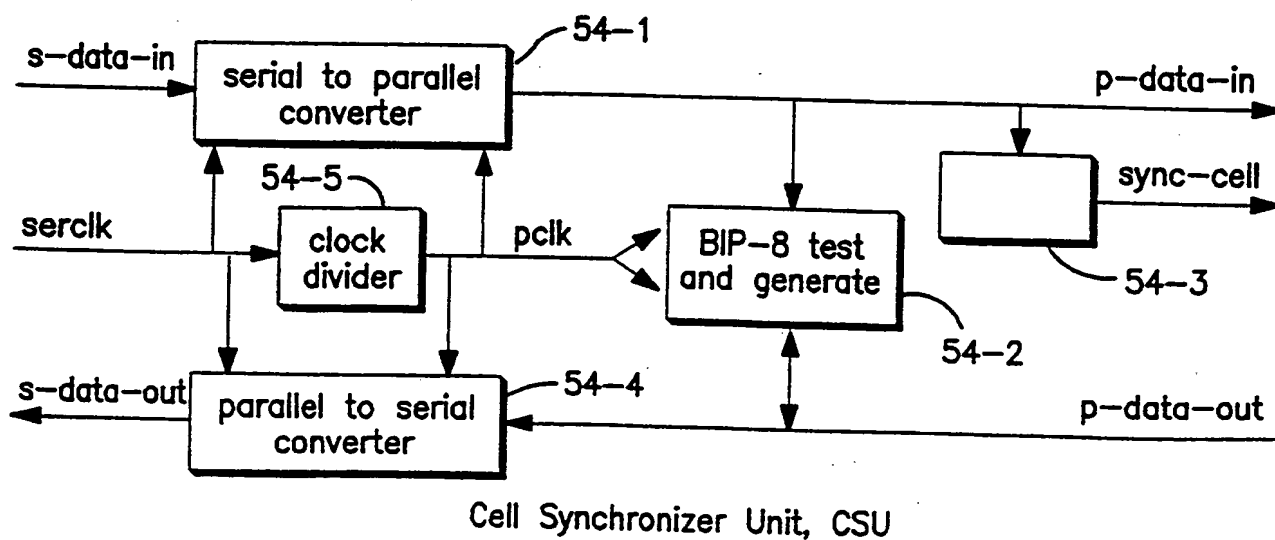 54-1
s-data-in
serial to parallel
converter
p-data-in
54-5
sync-cell
serclk
clock
divider
pclk
BIP-8 test
and generate
54-3
54-2
s-data-out
54-4
parallel to serial
converter
p-data-out
Cell Synchronizer Unit, CSU